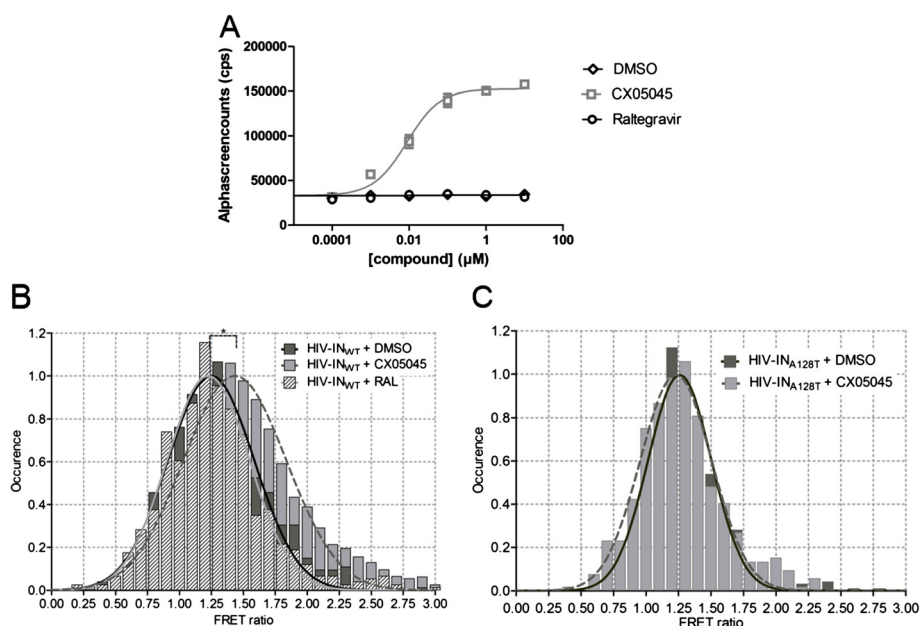 A
Alphascreencounts (cps)
200000
150000
100000
50000
0
0.0001
0.01
1
100
[compound] (µM)
DMSO
CX05045
Raltegravir
B
Occurence
1.2
1.0
0.8
0.6
0.4
0.2
0.0
*
HIV-INWT + DMSO
HIV-INWT + CX05045
HIV-INWT + RAL
0.00 0.25 0.50 0.75 1.00 1.25 1.50 1.75 2.00 2.25 2.50 2.75 3.00
FRET ratio
C
Occurence
1.2
1.0
0.8
0.6
0.4
0.2
0.0
HIV-INA128T + DMSO
HIV-INA128T + CX05045
0.00 0.25 0.50 0.75 1.00 1.25 1.50 1.75 2.00 2.25 2.50 2.75 3.00
FRET ratio